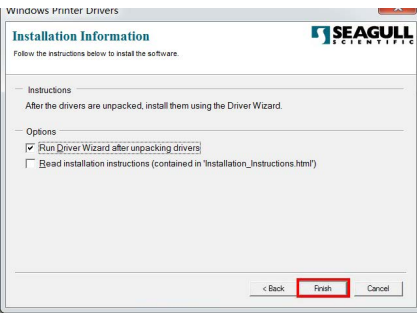 Windows Printer Drivers
Installation Information
Follow the instructions below to install the software.
SEAGULL
SCIENTIFIC
Instructions
After the drivers are unpacked, install them using the Driver Wizard.
Options
Run Driver Wizard after unpacking drivers
Read installation instructions (contained in 'Installation_Instructions.html')
< Back Finish Cancel